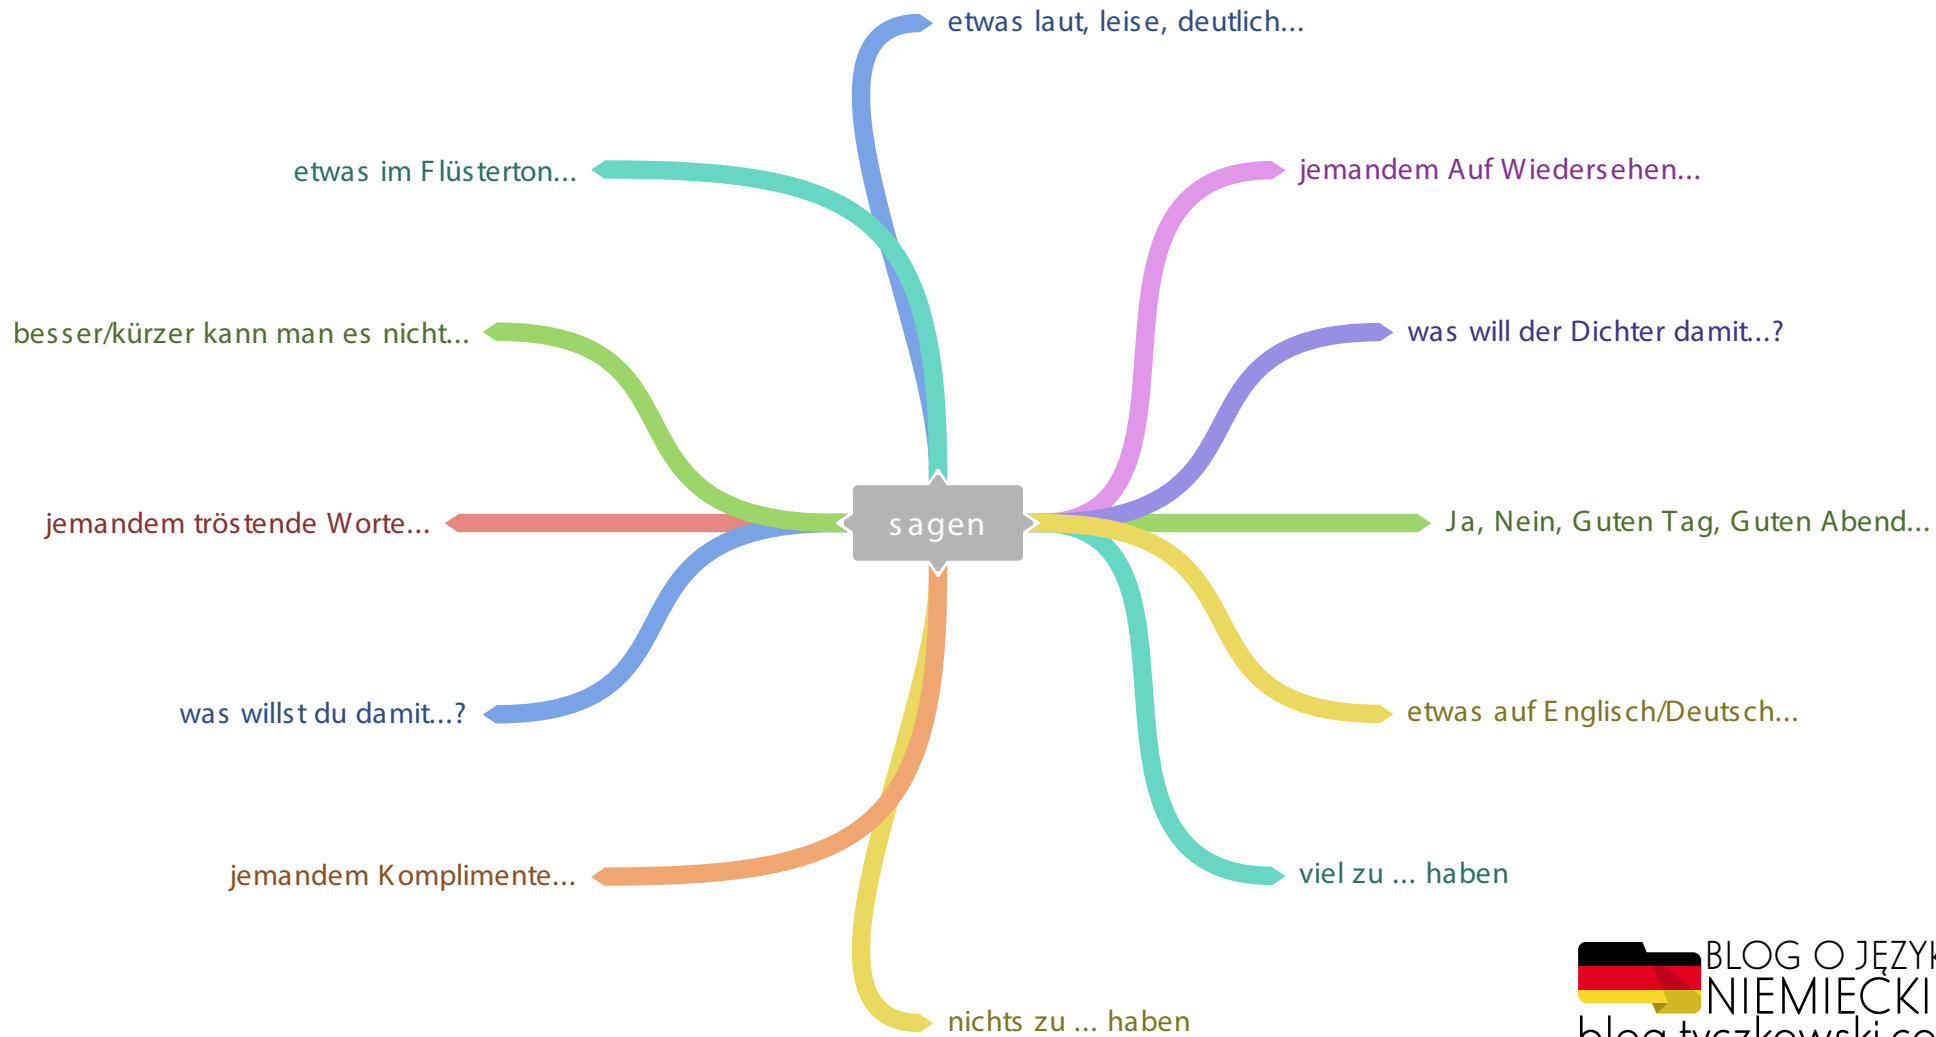 etwas laut, leise, deutlich...
etwas im Flüsterton...
jemandem Auf Wiedersehen...
besser/kürzer kann man es nicht...
was will der Dichter damit...?
jemandem tröstende Worte...
sagen
Ja, Nein, Guten Tag, Guten Abend...
was willst du damit...?
etwas auf Englisch/Deutsch...
jemandem Komplimente...
viel zu ... haben
nichts zu ... haben
BLOG O
NIEMIECKI